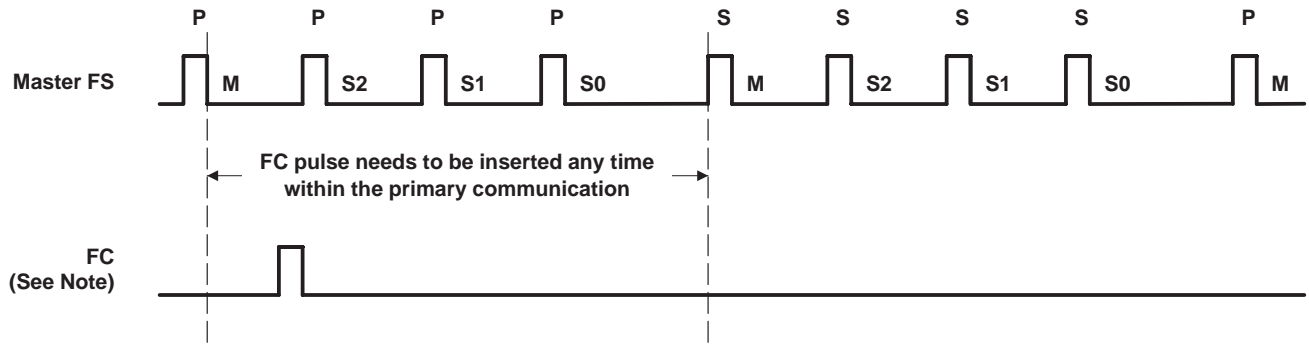 P P P P S S S S P
Master FS M S2 S1 S0 M S2 S1 S0 M
FC pulse needs to be inserted any time
within the primary communication
FC
(See Note)